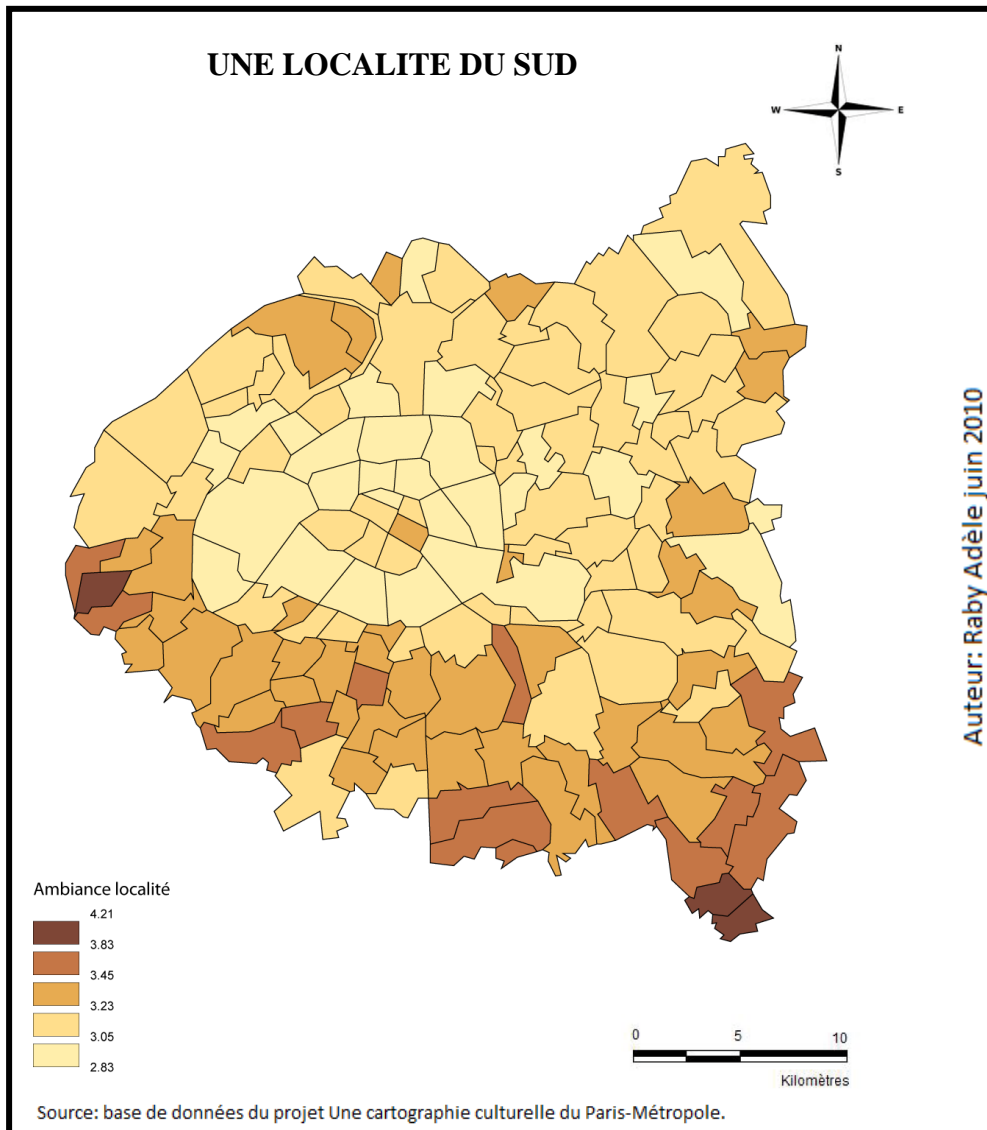 UNE LOCALITE DU SUD
N
W
E
S
Auteur: Raby Adèle juin 2010
Ambiance localité
4.21
3.83
3.45
3.23
3.05
2.83
0 5 10
Kilomètres
Source: base de données du projet Une cartographie culturelle du Paris-Métropole.